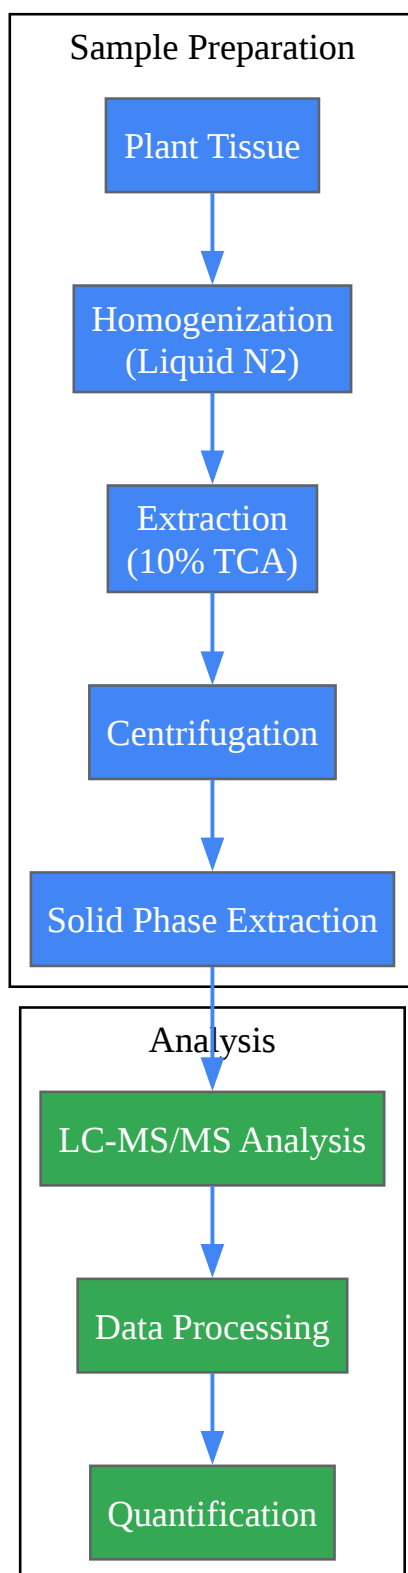 Sample Preparation
Plant Tissue
Homogenization
(Liquid N2)
Extraction
(10% TCA)
Centrifugation
Solid Phase Extraction
Analysis
LC-MS/MS Analysis
Data Processing
Quantification